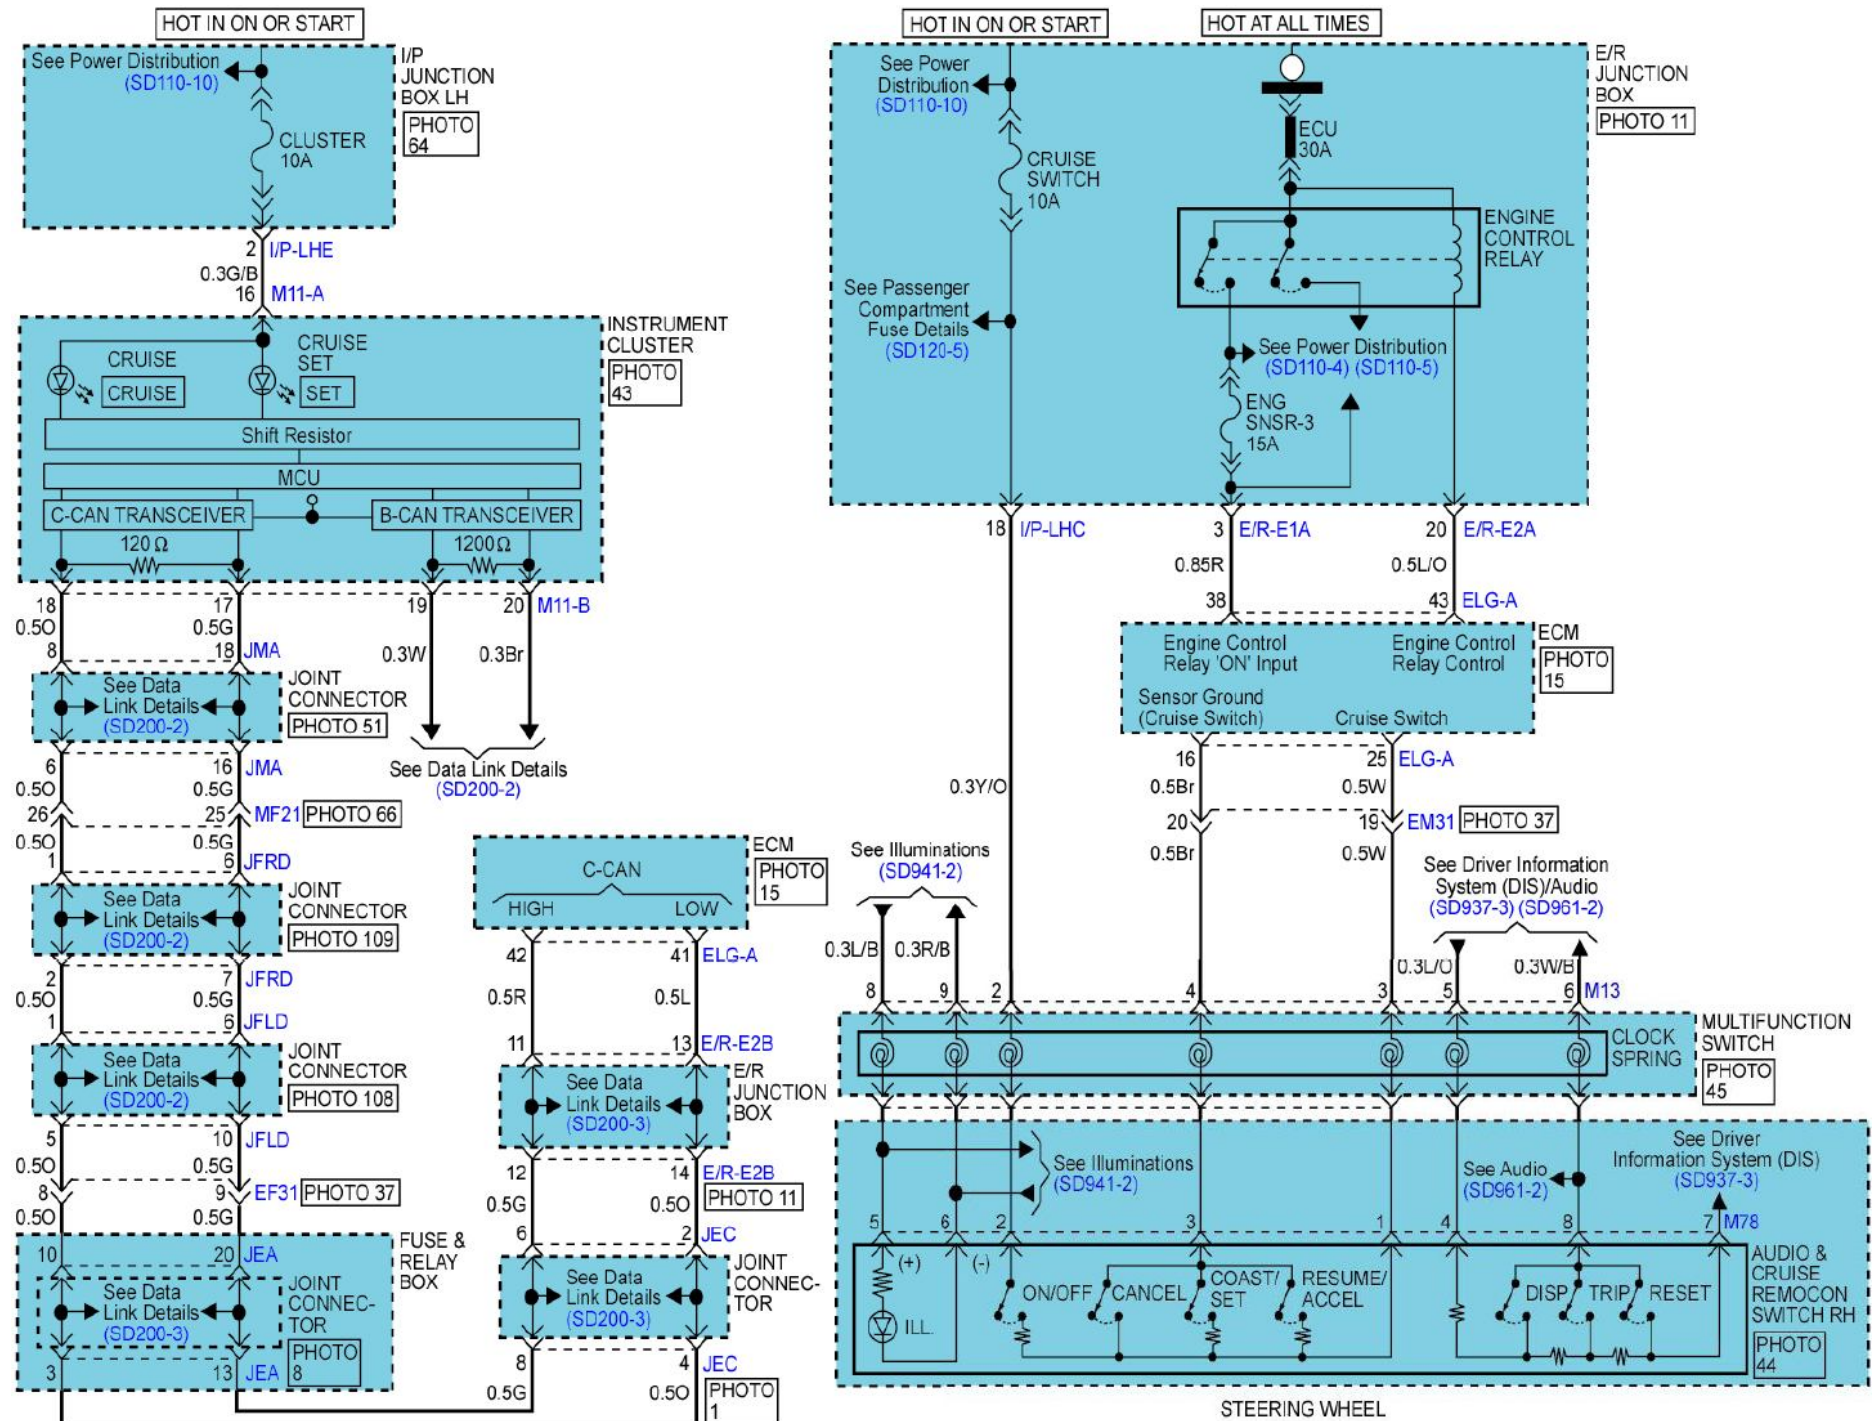 HOT IN ON OR START
See Power Distribution
(SD110-10)
CLUSTER
10A
I/P
JUNCTION
BOX LH
PHOTO
64
2 I/P-LHE
0.3G/B
16 M11-A
INSTRUMENT
CLUSTER
PHOTO
43
CRUISE
CRUISE
CRUISE
SET
SET
Shift Resistor
MCU
C-CAN TRANSCEIVER
B-CAN TRANSCEIVER
120 Ω
1200 Ω
18 17 19 20 M11-B
0.5O 0.5G
8 18 JMA
0.3W 0.3Br
See Data
Link Details
(SD200-2)
JOINT
CONNECTOR
PHOTO 51
See Data Link Details
(SD200-2)
6 16 JMA
0.5O 0.5G
26 25 MF21 PHOTO 66
0.5O 0.5G
1 6 JFRD
See Data
Link Details
(SD200-2)
JOINT
CONNECTOR
PHOTO 109
2 7 JFRD
0.5O 0.5G
1 6 JFLD
See Data
Link Details
(SD200-2)
JOINT
CONNECTOR
PHOTO 108
5 10 JFLD
0.5O 0.5G
8 9 EF31 PHOTO 37
0.5O 0.5G
FUSE &
RELAY
BOX
10 20 JEA
See Data
Link Details
(SD200-3)
JOINT
CONNEC-
TOR
PHOTO
8
3 13 JEA
ECM
PHOTO
15
C-CAN
HIGH LOW
42 41 ELG-A
0.5R 0.5L
11 13 E/R-E2B
See Data
Link Details
(SD200-3)
E/R
JUNCTION
BOX
12 14 E/R-E2B
PHOTO 11
0.5G 0.5O
6 2 JEC
See Data
Link Details
(SD200-3)
JOINT
CONNEC-
TOR
8 4 JEC
0.5G 0.5O
PHOTO
1
HOT IN ON OR START
HOT AT ALL TIMES
See Power
Distribution
(SD110-10)
CRUISE
SWITCH
10A
ECU
30A
E/R
JUNCTION
BOX
PHOTO 11
ENGINE
CONTROL
RELAY
See Passenger
Compartment
Fuse Details
(SD120-5)
See Power Distribution
(SD110-4) (SD110-5)
ENG
SNSR-3
15A
18 I/P-LHC
3 E/R-E1A
20 E/R-E2A
0.85R 0.5L/O
38 43 ELG-A
Engine Control
Relay 'ON' Input
Engine Control
Relay Control
ECM
PHOTO
15
Sensor Ground
(Cruise Switch)
Cruise Switch
16 25 ELG-A
0.3Y/O
0.5Br 0.5W
20 19 EM31 PHOTO 37
0.5Br 0.5W
See Illuminations
(SD941-2)
See Driver Information
System (DIS)/Audio
(SD937-3) (SD961-2)
0.3L/B 0.3R/B
0.3L/O 0.3W/B
8 9 2 4 3 5 6 M13
CLOCK
SPRING
MULTIFUNCTION
SWITCH
PHOTO
45
See Illuminations
(SD941-2)
See Audio
(SD961-2)
See Driver
Information System (DIS)
(SD937-3)
5 6 2 3 1 4 8 7 M78
(+) (-)
ILL.
ON/OFF
CANCEL
COAST/
SET
RESUME/
ACCEL
DISP
TRIP
RESET
AUDIO &
CRUISE
REMOCON
SWITCH RH
PHOTO
44
STEERING WHEEL